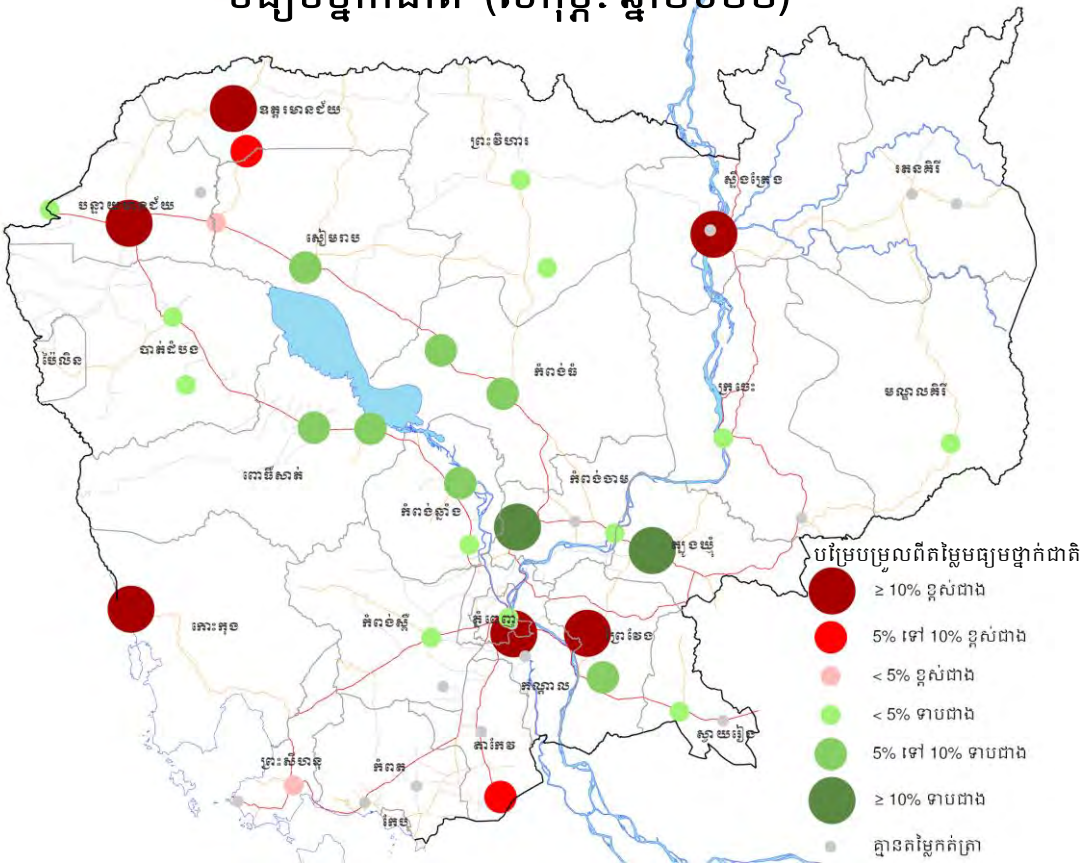 (ខែកុម្ភៈ ឆ្នាំ
ឧត្តរមានជ័យ
ព្រះវិហារ
ស្ទឹងត្រែង
រតនគិរី
បន្ទាយមានជ័យ
សៀមរាប
ប៉ៃលិន
បាត់ដំបង
កំពង់ធំ
ក្រចេះ
មណ្ឌលគិរី
ពោធិ៍សាត់
កំពង់ចាម
កំពង់ឆ្នាំង
ត្បូងឃ្មុំ
បម្រែបម្រួលពីតម្លៃមធ្យមថ្នាក់ជាតិ
≥ 10% ខ្ពស់ជាង
កោះកុង
កំពង់ស្ពឺ
ភ្នំពេញ
ព្រៃវែង
5% ទៅ 10% ខ្ពស់ជាង
កណ្តាល
< 5% ខ្ពស់ជាង
< 5% ទាបជាង
ស្វាយរៀង
តាកែវ
5% ទៅ 10% ទាបជាង
ព្រះសីហនុ
កំពត
≥ 10% ទាបជាង
កែប
គ្មានតម្លៃកត់ត្រា